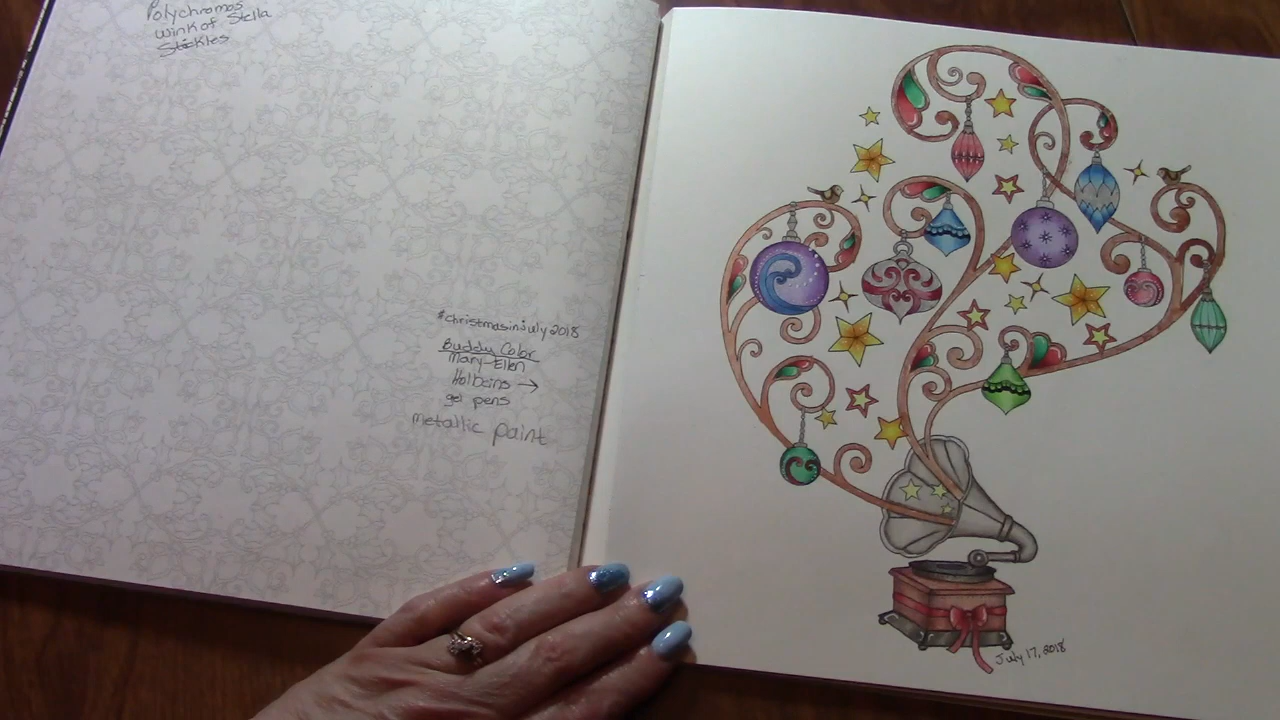 Polychromos
Wink of Stella
Stickles
#christmasinjuly2018
Buddy Color
Mary-Ellen
Holbeins →
gel pens
metallic paint
July 17, 2018